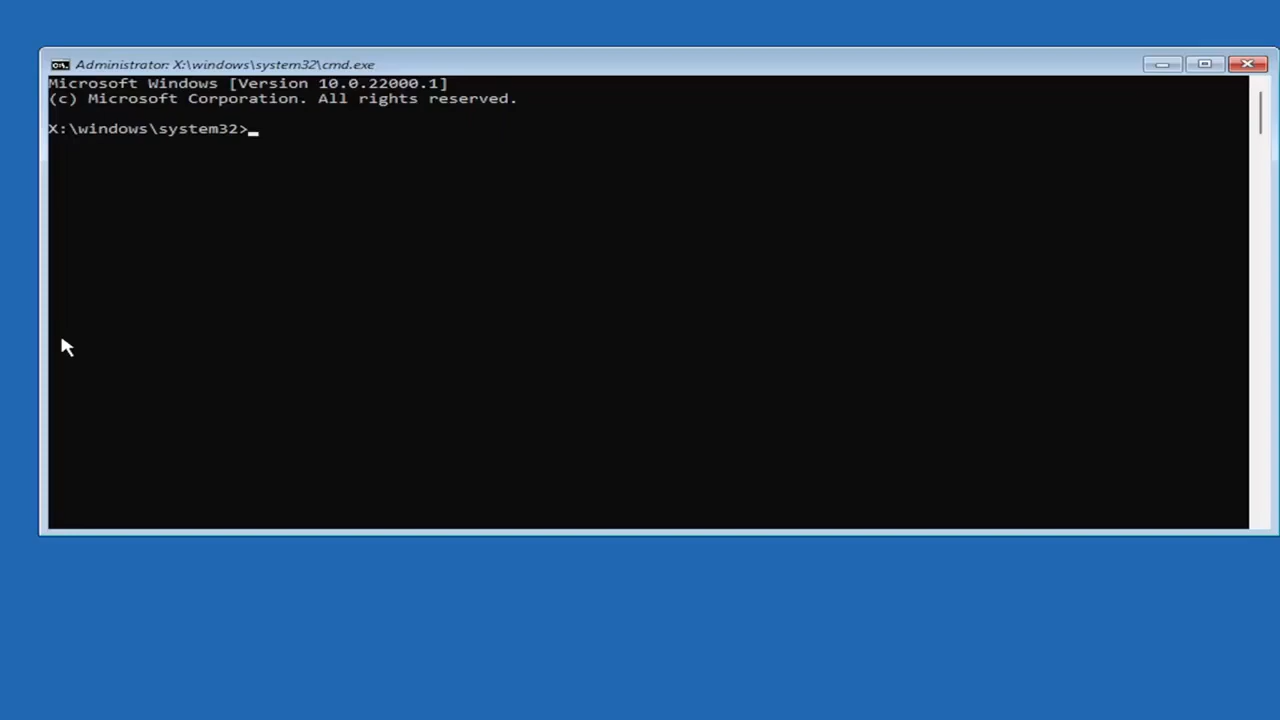 Administrator: X:\windows\system32\cmd.exe
Microsoft Windows [Version 10.0.22000.1]
(c) Microsoft Corporation. All rights reserved.
X:\windows\system32>